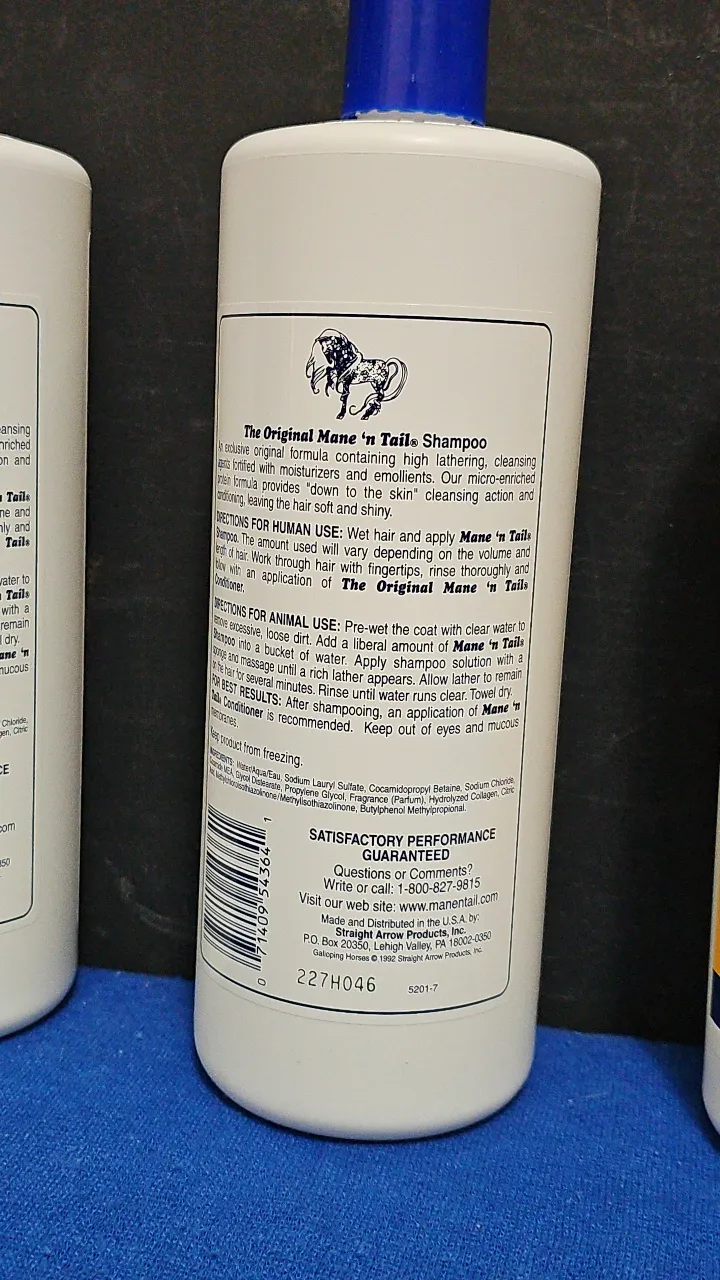 The Original Mane 'n Tail® Shampoo
An exclusive original formula containing high lathering, cleansing
agents fortified with moisturizers and emollients. Our micro-enriched
protein formula provides "down to the skin" cleansing action and
conditioning, leaving the hair soft and shiny.
DIRECTIONS FOR HUMAN USE: Wet hair and apply Mane 'n Tail®
Shampoo. The amount used will vary depending on the volume and
length of hair. Work through hair with fingertips, rinse thoroughly and
follow with an application of The Original Mane 'n Tail®
Conditioner.
DIRECTIONS FOR ANIMAL USE: Pre-wet the coat with clear water to
remove excessive, loose dirt. Add a liberal amount of Mane 'n Tail®
Shampoo into a bucket of water. Apply shampoo solution with a
sponge and massage until a rich lather appears. Allow lather to remain
on the hair for several minutes. Rinse until water runs clear. Towel dry.
FOR BEST RESULTS: After shampooing, an application of Mane 'n
Tail® Conditioner is recommended. Keep out of eyes and mucous
membranes.
Keep product from freezing.
INGREDIENTS: Water/Aqua/Eau, Sodium Lauryl Sulfate, Cocamidopropyl Betaine, Sodium Chloride,
MEA, Glycol Distearate, Propylene Glycol, Fragrance (Parfum), Hydrolyzed Collagen, Citric
Acid, Methylchloroisothiazolinone/Methylisothiazolinone, Butylphenol Methylpropional.
0 71409 54364 1
SATISFACTORY PERFORMANCE
GUARANTEED
Questions or Comments?
Write or call: 1-800-827-9815
Visit our web site: www.manentail.com
Made and Distributed in the U.S.A. by:
Straight Arrow Products, Inc.
P.O. Box 20350, Lehigh Valley, PA 18002-0350
Galloping Horses © 1992 Straight Arrow Products, Inc.
227H046
5201-7